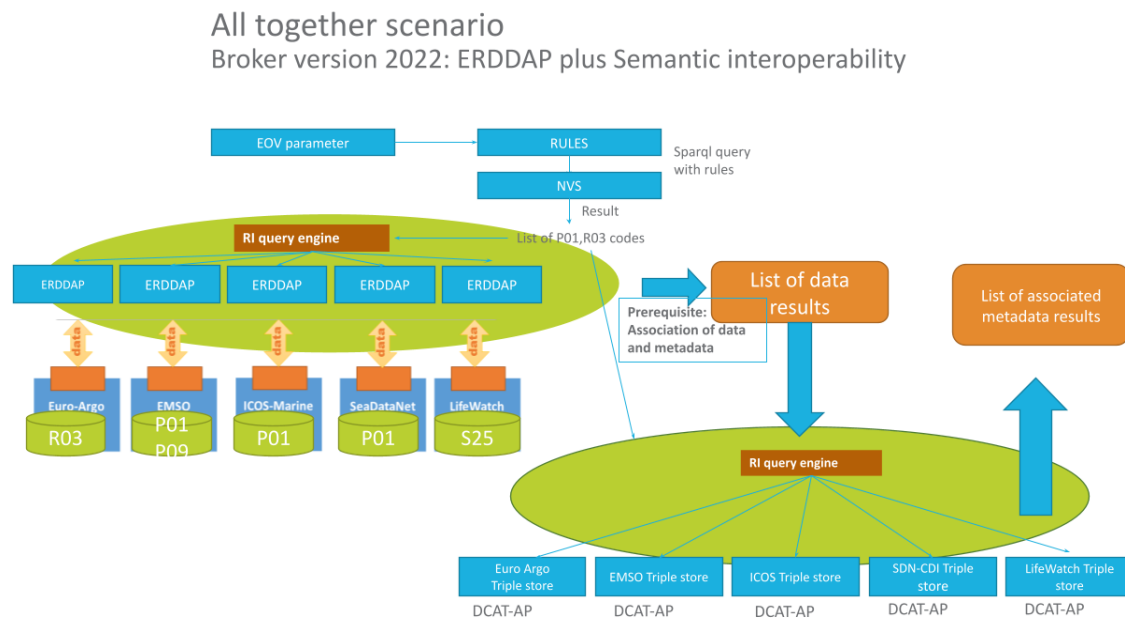 All together scenario
Broker version 2022: ERDDAP plus Semantic interoperability
EOV parameter
RULES
Sparql query
with rules
NVS
Result
List of P01,R03 codes
RI query engine
ERDDAP
ERDDAP
ERDDAP
ERDDAP
ERDDAP
List of data
results
List of associated
metadata results
Prerequisite:
Association of data
and metadata
data
data
data
data
data
Euro-Argo
EMSO
ICOS-Marine
SeaDataNet
LifeWatch
R03
P01
P09
P01
P01
S25
RI query engine
Euro Argo
Triple store
EMSO Triple store
ICOS Triple store
SDN-CDI Triple
store
LifeWatch Triple
store
DCAT-AP
DCAT-AP
DCAT-AP
DCAT-AP
DCAT-AP